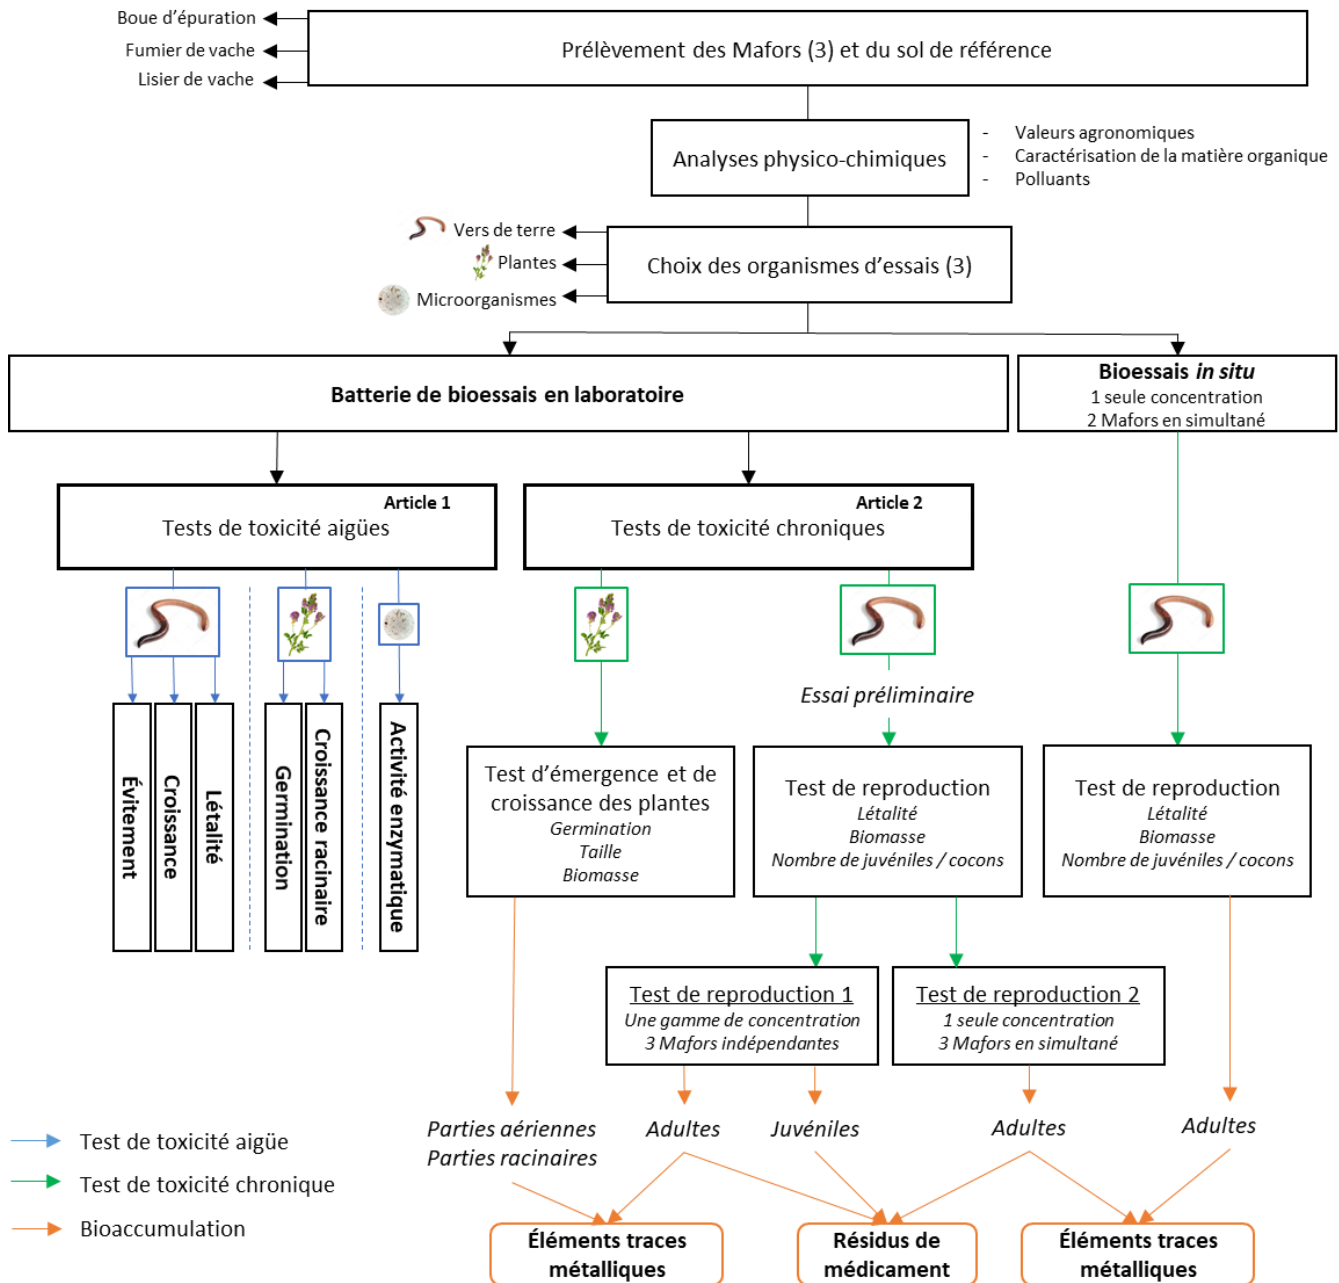 Boue d'épuration
Fumier de vache
Lisier de vache
Prélèvement des Mafors (3) et du sol de référence
Analyses physico-chimiques
- Valeurs agronomiques
- Caractérisation de la matière organique
- Polluants
Vers de terre
Plantes
Microorganismes
Choix des organismes d'essais (3)
Batterie de bioessais en laboratoire
Bioessais in situ
1 seule concentration
2 Mafors en simultané
Article 1
Tests de toxicité aigües
Article 2
Tests de toxicité chroniques
Évitement
Croissance
Létalité
Germination
Croissance racinaire
Activité enzymatique
Essai préliminaire
Test d'émergence et de
croissance des plantes
Germination
Taille
Biomasse
Test de reproduction
Létalité
Biomasse
Nombre de juvéniles / cocons
Test de reproduction
Létalité
Biomasse
Nombre de juvéniles / cocons
Test de reproduction 1
Une gamme de concentration
3 Mafors indépendantes
Test de reproduction 2
1 seule concentration
3 Mafors en simultané
Parties aériennes
Parties racinaires
Adultes
Juvéniles
Adultes
Adultes
Test de toxicité aigüe
Test de toxicité chronique
Bioaccumulation
Éléments traces
métalliques
Résidus de
médicament
Éléments traces
métalliques